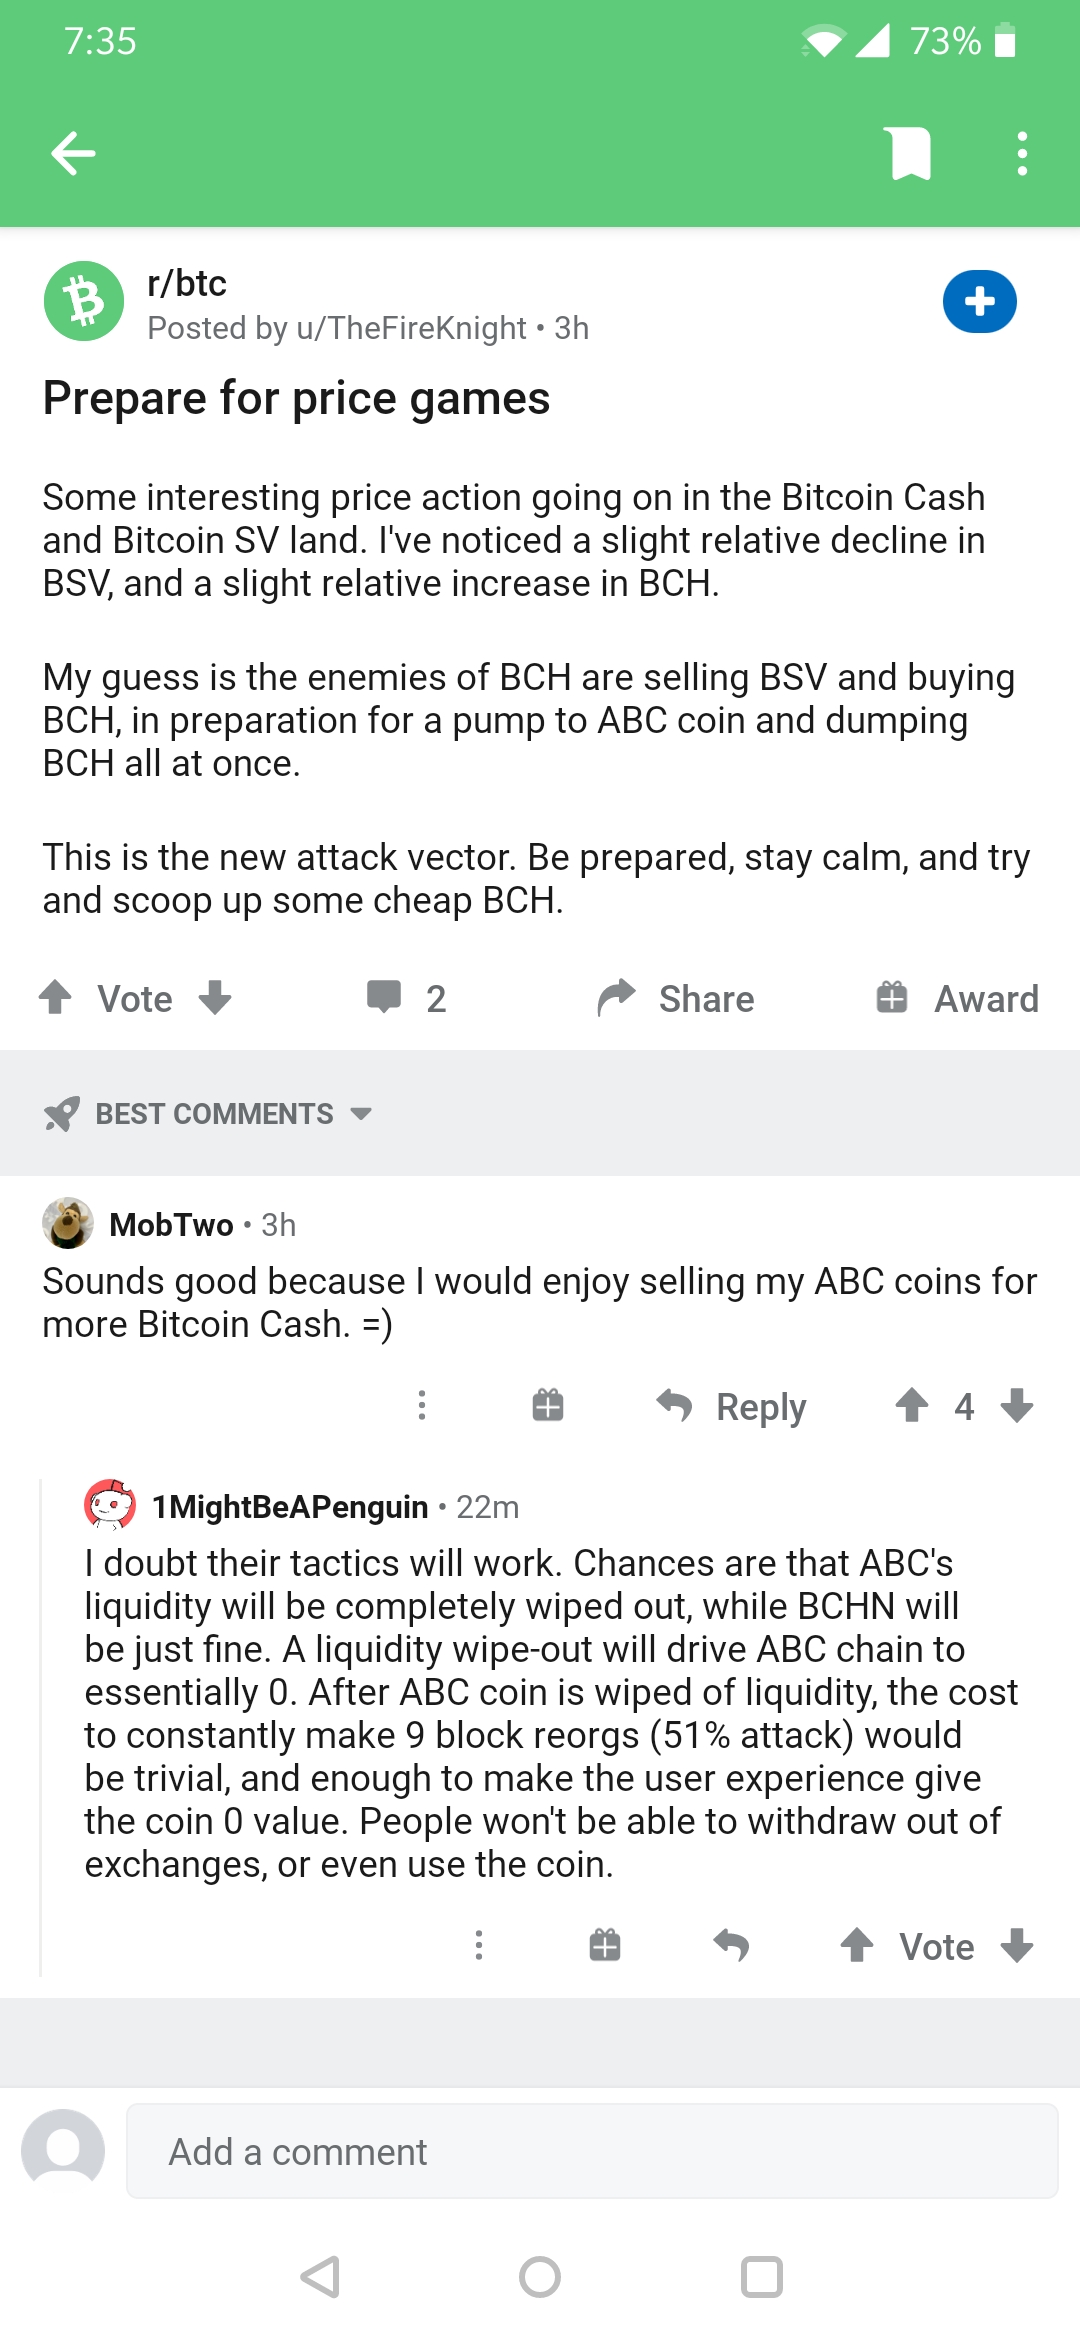 7:35
73%
r/btc
Posted by u/TheFireKnight • 3h
Prepare for price games
Some interesting price action going on in the Bitcoin Cash
and Bitcoin SV land. I've noticed a slight relative decline in
BSV, and a slight relative increase in BCH.
My guess is the enemies of BCH are selling BSV and buying
BCH, in preparation for a pump to ABC coin and dumping
BCH all at once.
This is the new attack vector. Be prepared, stay calm, and try
and scoop up some cheap BCH.
Vote 2 Share Award
BEST COMMENTS
MobTwo • 3h
Sounds good because I would enjoy selling my ABC coins for
more Bitcoin Cash. =)
Reply 4
1MightBeAPenguin • 22m
I doubt their tactics will work. Chances are that ABC's
liquidity will be completely wiped out, while BCHN will
be just fine. A liquidity wipe-out will drive ABC chain to
essentially 0. After ABC coin is wiped of liquidity, the cost
to constantly make 9 block reorgs (51% attack) would
be trivial, and enough to make the user experience give
the coin 0 value. People won't be able to withdraw out of
exchanges, or even use the coin.
Vote
Add a comment